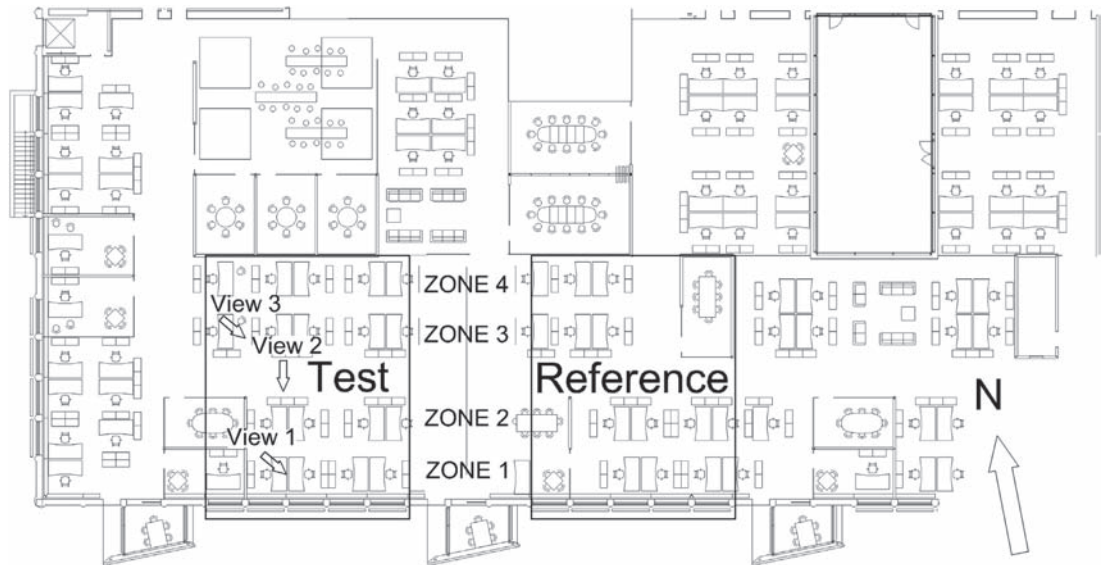 ZONE 4
View 3
ZONE 3
View 2
Test
Reference
N
ZONE 2
View 1
ZONE 1